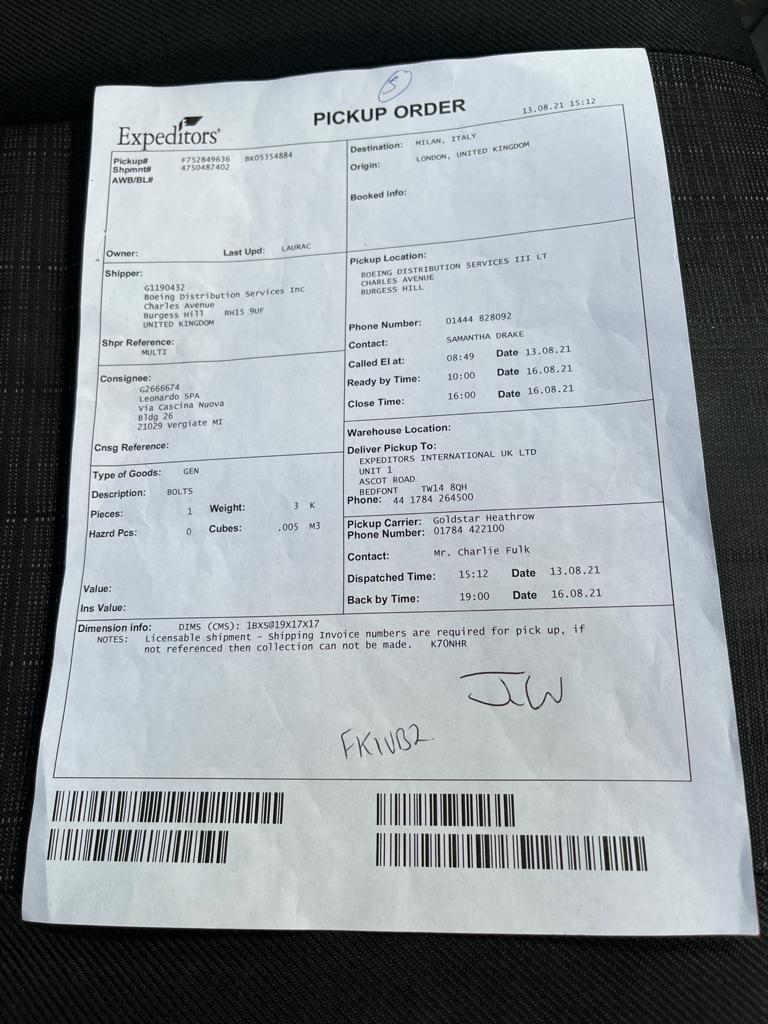 5
Expeditors®
PICKUP ORDER
13.08.21 15:12
Pickup# F752849636 BK05354884
Shpmnt# 4750487402
AWB/BL#
Owner: Last Upd: LAURAC
Destination: MILAN, ITALY
Origin: LONDON, UNITED KINGDOM
Booked info:
Shipper:
G1190432
Boeing Distribution Services Inc
Charles Avenue
Burgess Hill RH15 9UF
UNITED KINGDOM
Shpr Reference:
MULTI
Pickup Location:
BOEING DISTRIBUTION SERVICES III LT
CHARLES AVENUE
BURGESS HILL
Phone Number: 01444 828092
Contact: SAMANTHA DRAKE
Called EI at: 08:49 Date 13.08.21
Ready by Time: 10:00 Date 16.08.21
Close Time: 16:00 Date 16.08.21
Consignee:
G2666674
Leonardo SPA
Via Cascina Nuova
Bldg 26
21029 Vergiate MI
Cnsg Reference:
Warehouse Location:
Deliver Pickup To:
EXPEDITORS INTERNATIONAL UK LTD
UNIT 1
ASCOT ROAD
BEDFONT TW14 8QH
Phone: 44 1784 264500
Type of Goods: GEN
Description: BOLTS
Pieces: 1 Weight: 3 K
Hazrd Pcs: 0 Cubes: .005 M3
Value:
Ins Value:
Pickup Carrier: Goldstar Heathrow
Phone Number: 01784 422100
Contact: Mr. Charlie Fulk
Dispatched Time: 15:12 Date 13.08.21
Back by Time: 19:00 Date 16.08.21
Dimension info: DIMS (CMS): 1BXS@19X17X17
NOTES: Licensable shipment - Shipping Invoice numbers are required for pick up, if
not referenced then collection can not be made. K7ONHR
FK1VB2